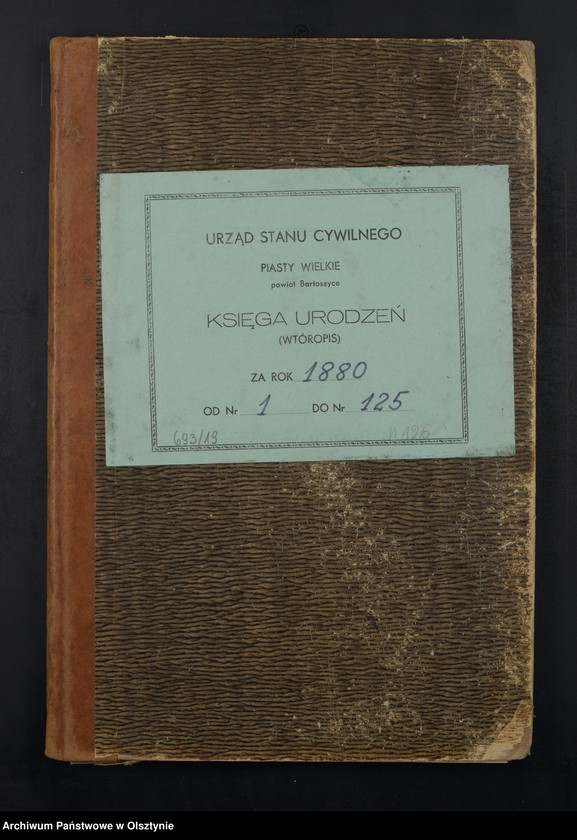 URZĄD STANU CYWILNEGO
PIASTY WIELKIE
powiat Bartoszyce
KSIĘGA URODZEŃ
(WTÓROPIS)
ZA ROK 1880
OD Nr 1 DO Nr 125
693/19
Archiwum Państwowe w Olsztynie